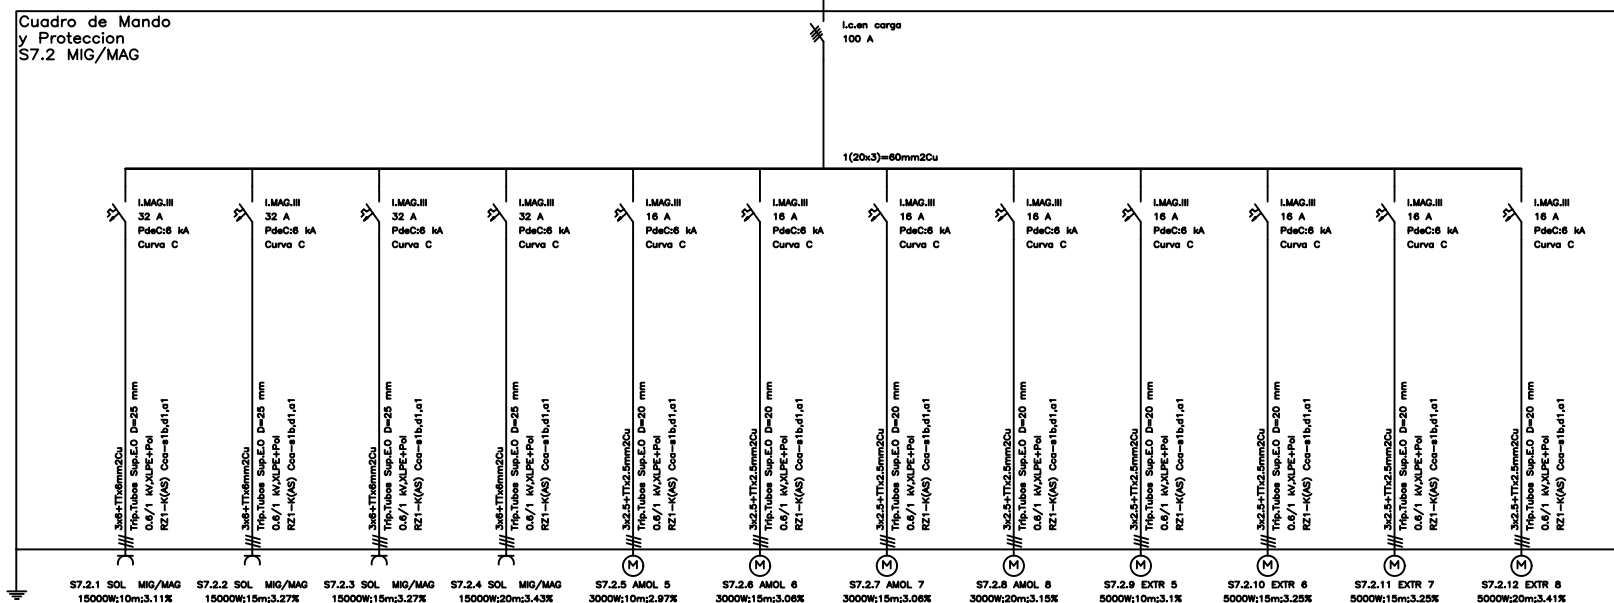 Cuadro de Mando
y Proteccion
S7.2 MIG/MAG
I.c.en carga
100 A
1(20x3)=60mm2Cu
I.MAG.III
32 A
PdeC:6 kA
Curva C
I.MAG.III
32 A
PdeC:6 kA
Curva C
I.MAG.III
32 A
PdeC:6 kA
Curva C
I.MAG.III
32 A
PdeC:6 kA
Curva C
I.MAG.III
16 A
PdeC:6 kA
Curva C
I.MAG.III
16 A
PdeC:6 kA
Curva C
I.MAG.III
16 A
PdeC:6 kA
Curva C
I.MAG.III
16 A
PdeC:6 kA
Curva C
I.MAG.III
16 A
PdeC:6 kA
Curva C
I.MAG.III
16 A
PdeC:6 kA
Curva C
I.MAG.III
16 A
PdeC:6 kA
Curva C
I.MAG.III
16 A
PdeC:6 kA
Curva C
3x6+TTx6mm2Cu
Trip.Tubos Sup.E.O D=25 mm
0.6/1 kV,XLPE+Pol
RZ1-K(AS) Cca-s1b,d1,a1
3x6+TTx6mm2Cu
Trip.Tubos Sup.E.O D=25 mm
0.6/1 kV,XLPE+Pol
RZ1-K(AS) Cca-s1b,d1,a1
3x6+TTx6mm2Cu
Trip.Tubos Sup.E.O D=25 mm
0.6/1 kV,XLPE+Pol
RZ1-K(AS) Cca-s1b,d1,a1
3x6+TTx6mm2Cu
Trip.Tubos Sup.E.O D=25 mm
0.6/1 kV,XLPE+Pol
RZ1-K(AS) Cca-s1b,d1,a1
3x2.5+TTx2.5mm2Cu
Trip.Tubos Sup.E.O D=20 mm
0.6/1 kV,XLPE+Pol
RZ1-K(AS) Cca-s1b,d1,a1
3x2.5+TTx2.5mm2Cu
Trip.Tubos Sup.E.O D=20 mm
0.6/1 kV,XLPE+Pol
RZ1-K(AS) Cca-s1b,d1,a1
3x2.5+TTx2.5mm2Cu
Trip.Tubos Sup.E.O D=20 mm
0.6/1 kV,XLPE+Pol
RZ1-K(AS) Cca-s1b,d1,a1
3x2.5+TTx2.5mm2Cu
Trip.Tubos Sup.E.O D=20 mm
0.6/1 kV,XLPE+Pol
RZ1-K(AS) Cca-s1b,d1,a1
3x2.5+TTx2.5mm2Cu
Trip.Tubos Sup.E.O D=20 mm
0.6/1 kV,XLPE+Pol
RZ1-K(AS) Cca-s1b,d1,a1
3x2.5+TTx2.5mm2Cu
Trip.Tubos Sup.E.O D=20 mm
0.6/1 kV,XLPE+Pol
RZ1-K(AS) Cca-s1b,d1,a1
3x2.5+TTx2.5mm2Cu
Trip.Tubos Sup.E.O D=20 mm
0.6/1 kV,XLPE+Pol
RZ1-K(AS) Cca-s1b,d1,a1
3x2.5+TTx2.5mm2Cu
Trip.Tubos Sup.E.O D=20 mm
0.6/1 kV,XLPE+Pol
RZ1-K(AS) Cca-s1b,d1,a1
M M M M M M M M
S7.2.1 SOL MIG/MAG
15000W;10m;3.11%
S7.2.2 SOL MIG/MAG
15000W;15m;3.27%
S7.2.3 SOL MIG/MAG
15000W;15m;3.27%
S7.2.4 SOL MIG/MAG
15000W;20m;3.43%
S7.2.5 AMOL 5
3000W;10m;2.97%
S7.2.6 AMOL 6
3000W;15m;3.06%
S7.2.7 AMOL 7
3000W;15m;3.06%
S7.2.8 AMOL 8
3000W;20m;3.15%
S7.2.9 EXTR 5
5000W;10m;3.1%
S7.2.10 EXTR 6
5000W;15m;3.25%
S7.2.11 EXTR 7
5000W;15m;3.25%
S7.2.12 EXTR 8
5000W;20m;3.41%